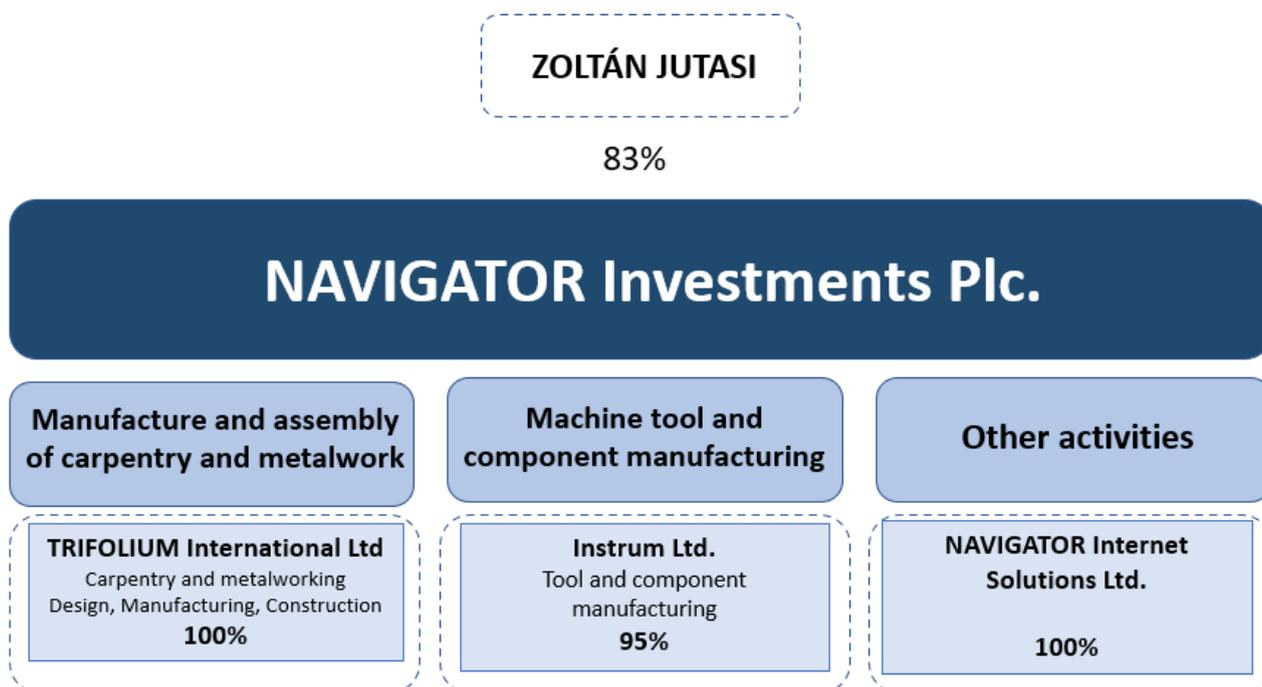 ZOLTÁN JUTASI
83%
NAVIGATOR Investments Plc.
Manufacture and assembly
of carpentry and metalwork
TRIFOLIUM International Ltd
Carpentry and metalworking
Design, Manufacturing, Construction
100%
Machine tool and
component manufacturing
Instrum Ltd.
Tool and component
manufacturing
95%
Other activities
NAVIGATOR Internet
Solutions Ltd.
100%